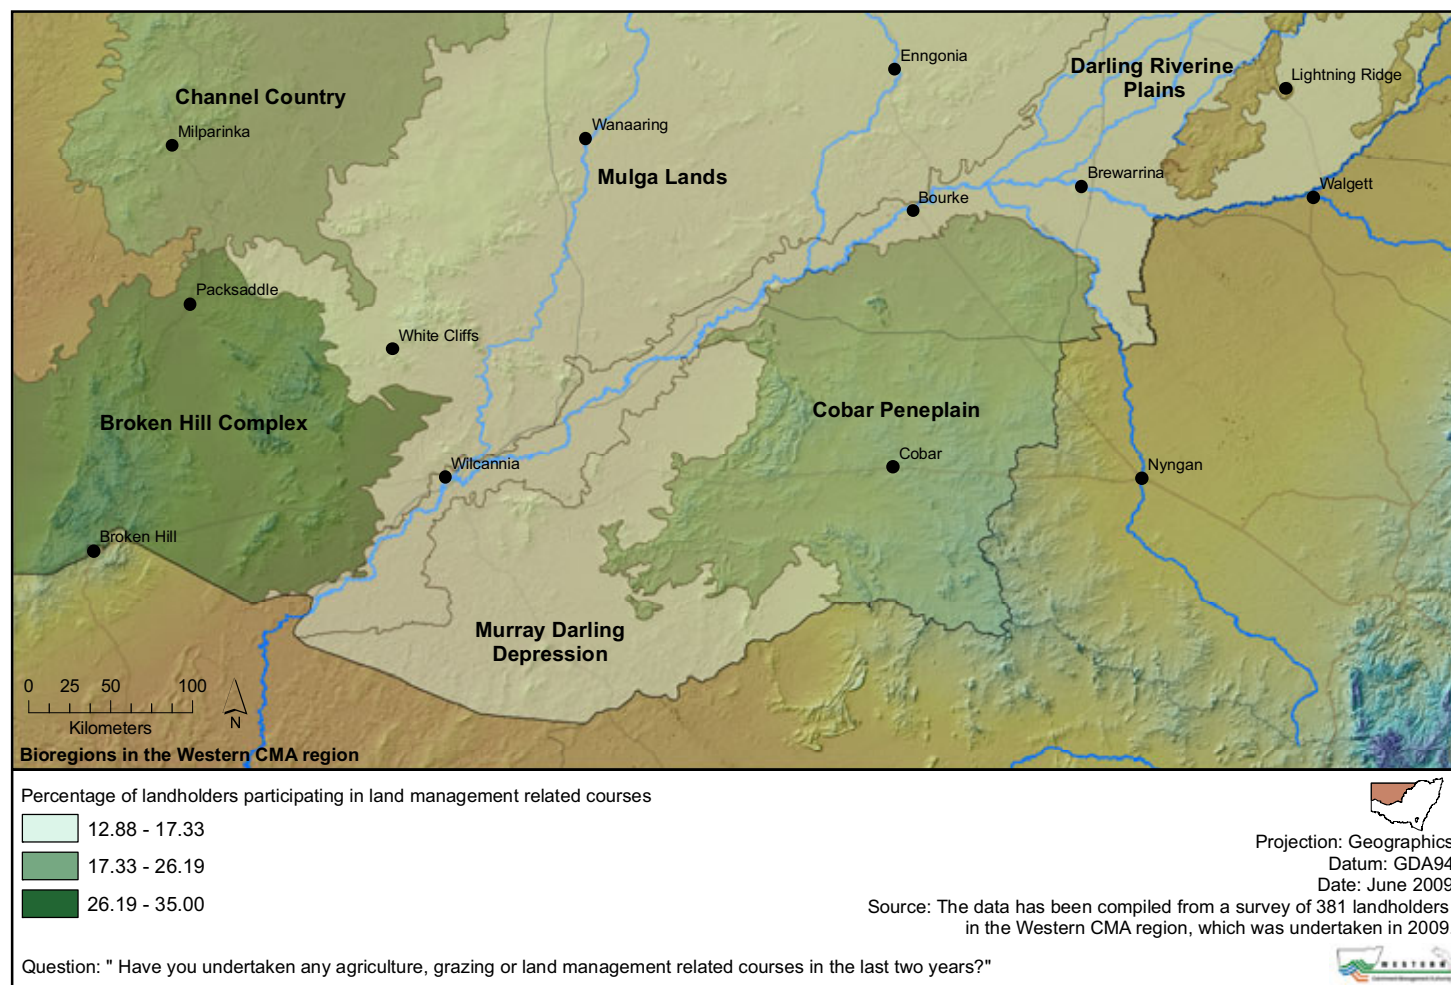 Enngonia
Darling Riverine
Plains
Lightning Ridge
Channel Country
Milparinka
Wanaaring
Mulga Lands
Brewarrina
Walgett
Bourke
Packsaddle
White Cliffs
Broken Hill Complex
Cobar Peneplain
Cobar
Wilcannia
Nyngan
Broken Hill
Murray Darling
Depression
0 25 50 100
Kilometers
N
Bioregions in the Western CMA region
Percentage of landholders participating in land management related courses
12.88 - 17.33
17.33 - 26.19
26.19 - 35.00
Projection: Geographics
Datum: GDA94
Date: June 2009
Source: The data has been compiled from a survey of 381 landholders
in the Western CMA region, which was undertaken in 2009.
Question: " Have you undertaken any agriculture, grazing or land management related courses in the last two years?"
WESTERN